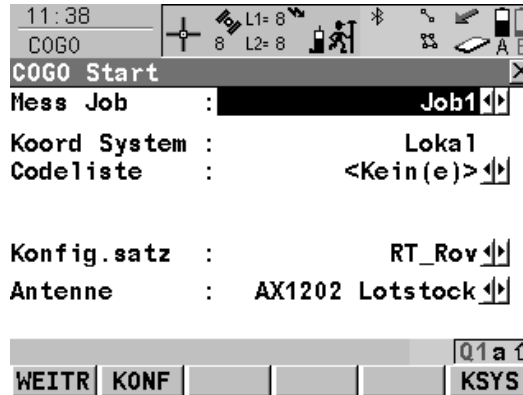 11:38
COGO
8 L1= 8
L2= 8
A
COGO Start
Mess Job : Job1
Koord System : Lokal
Codeliste : <Kein(e)>
Konfig.satz : RT_Rov
Antenne : AX1202 Lotstock
Q1 a
WEITR KONF KSYS